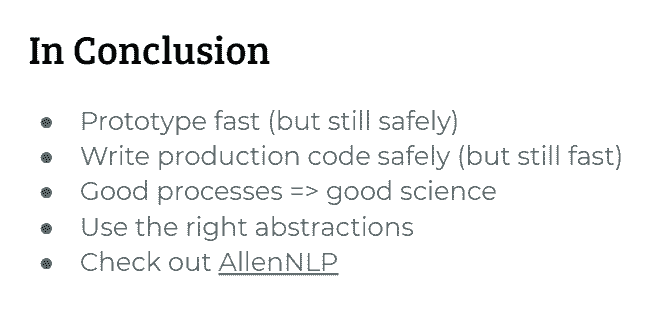 In Conclusion
● Prototype fast (but still safely)
● Write production code safely (but still fast)
● Good processes => good science
● Use the right abstractions
● Check out AllenNLP